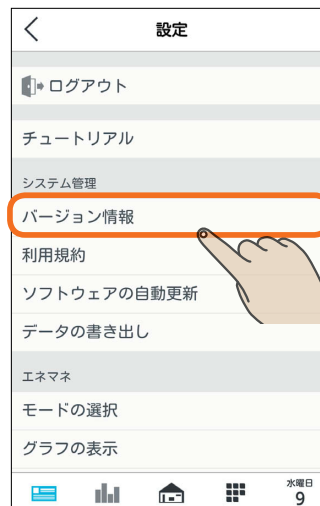 設定
ログアウト
チュートリアル
システム管理
バージョン情報
利用規約
ソフトウェアの自動更新
データの書き出し
エネマネ
モードの選択
グラフの表示
水曜日
9